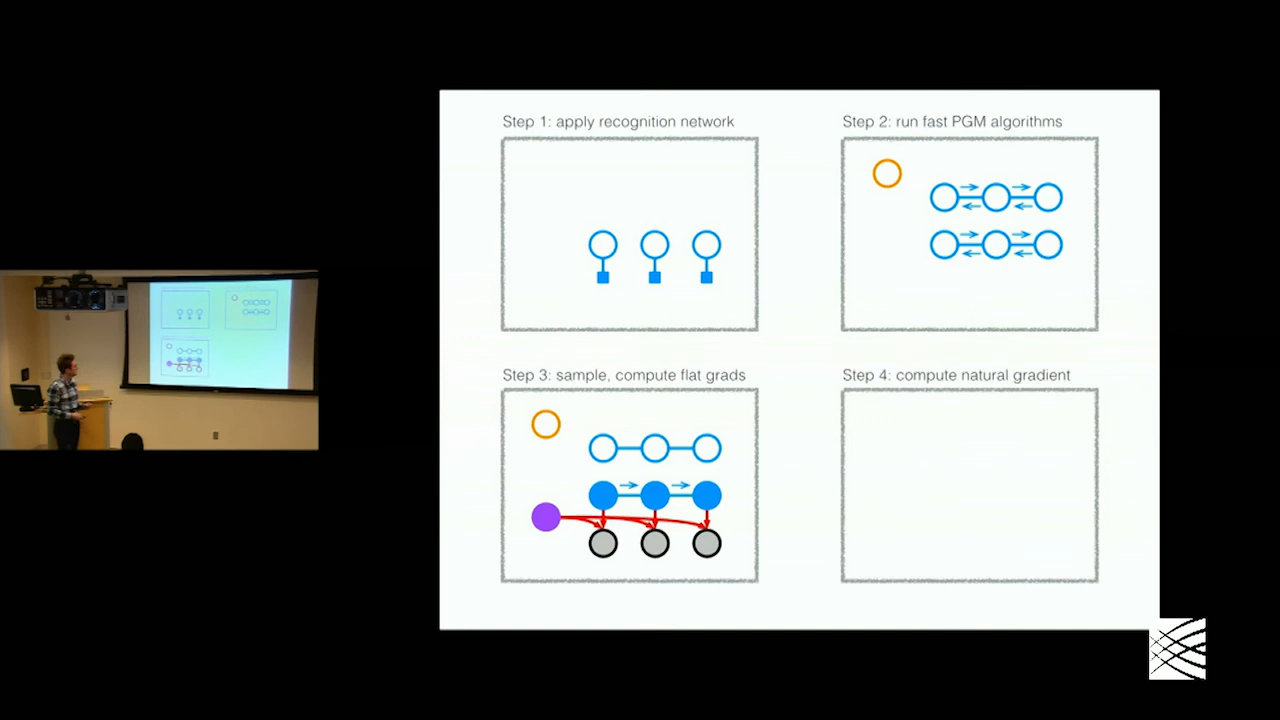 Step 1: apply recognition network
Step 2: run fast PGM algorithms
Step 3: sample, compute flat grads
Step 4: compute natural gradient